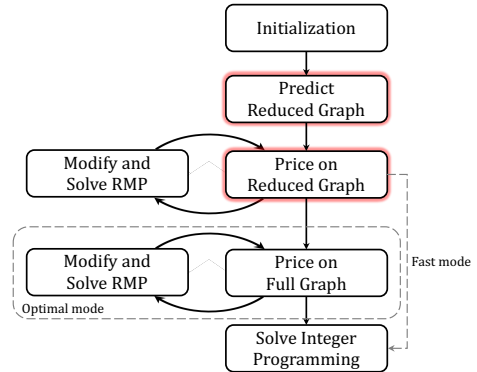 Initialization
Predict
Reduced Graph
Modify and
Solve RMP
Price on
Reduced Graph
Modify and
Solve RMP
Price on
Full Graph
Fast mode
Optimal mode
Solve Integer
Programming